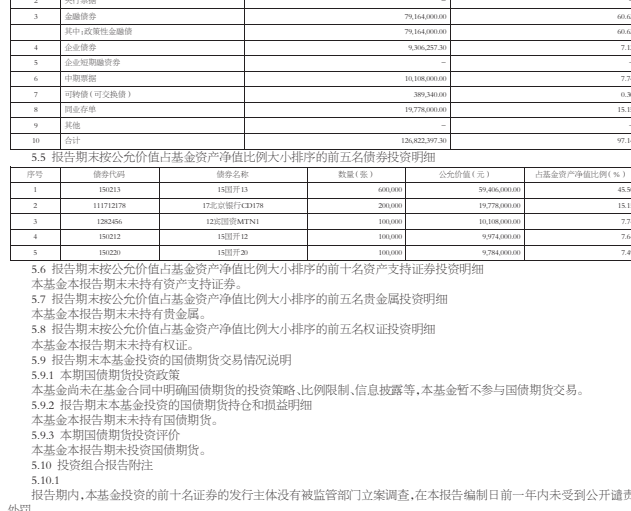 2 央行票据 –
3 金融债券 79,164,000.00 60.6
其中:政策性金融债 79,164,000.00 60.6
4 企业债券 9,306,257.30 7.1
5 企业短期融资券 – –
6 中期票据 10,108,000.00 7.7
7 可转债(可交换债) 389,340.00 0.3
8 同业存单 19,778,000.00 15.1
9 其他 – –
10 合计 126,822,397.30 97.1
5.5 报告期末按公允价值占基金资产净值比例大小排序的前五名债券投资明细
序号 债券代码 债券名称 数量(张) 公允价值(元) 占基金资产净值比例(%)
1 150213 15国开13 600,000 59,406,000.00 45.5
2 111712178 17北京银行CD178 200,000 19,778,000.00 15.1
3 1282456 12宾国资MTN1 100,000 10,108,000.00 7.7
4 150212 15国开12 100,000 9,974,000.00 7.6
5 150220 15国开20 100,000 9,784,000.00 7.4
5.6 报告期末按公允价值占基金资产净值比例大小排序的前十名资产支持证券投资明细
本基金本报告期末未持有资产支持证券。
5.7 报告期末按公允价值占基金资产净值比例大小排序的前五名贵金属投资明细
本基金本报告期末未持有贵金属。
5.8 报告期末按公允价值占基金资产净值比例大小排序的前五名权证投资明细
本基金本报告期末未持有权证。
5.9 报告期末本基金投资的国债期货交易情况说明
5.9.1 本期国债期货投资政策
本基金尚未在基金合同中明确国债期货的投资策略、比例限制、信息披露等,本基金暂不参与国债期货交易。
5.9.2 报告期末本基金投资的国债期货持仓和损益明细
本基金本报告期末未持有国债期货。
5.9.3 本期国债期货投资评价
本基金本报告期末投资国债期货。
5.10 投资组合报告附注
5.10.1
报告期内,本基金投资的前十名证券的发行主体没有被监管部门立案调查,在本报告编制日前一年内未受到公开谴责
处罚